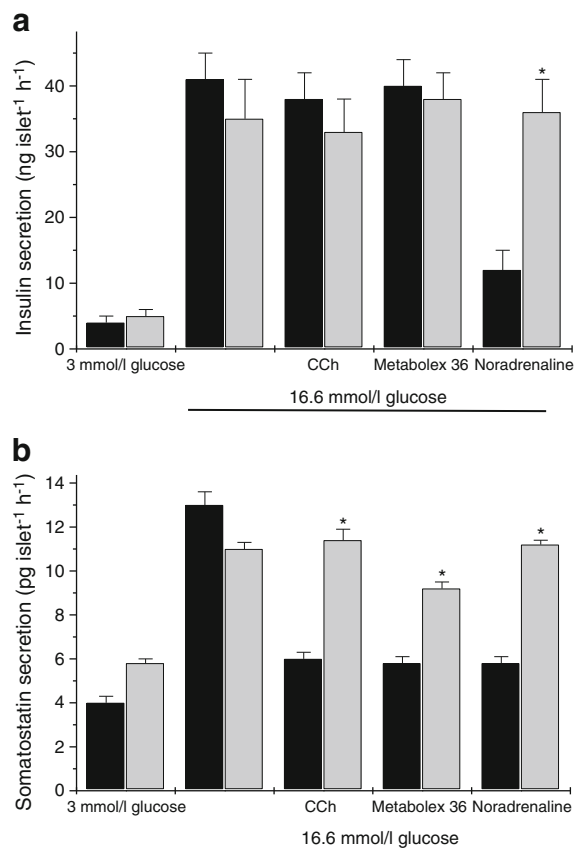 a
Insulin secretion (ng islet⁻¹ h⁻¹)
40
30
20
10
0
*
3 mmol/l glucose CCh Metabolex 36 Noradrenaline
16.6 mmol/l glucose
b
Somatostatin secretion (pg islet⁻¹ h⁻¹)
14
12
10
8
6
4
2
0
* * *
3 mmol/l glucose CCh Metabolex 36 Noradrenaline
16.6 mmol/l glucose